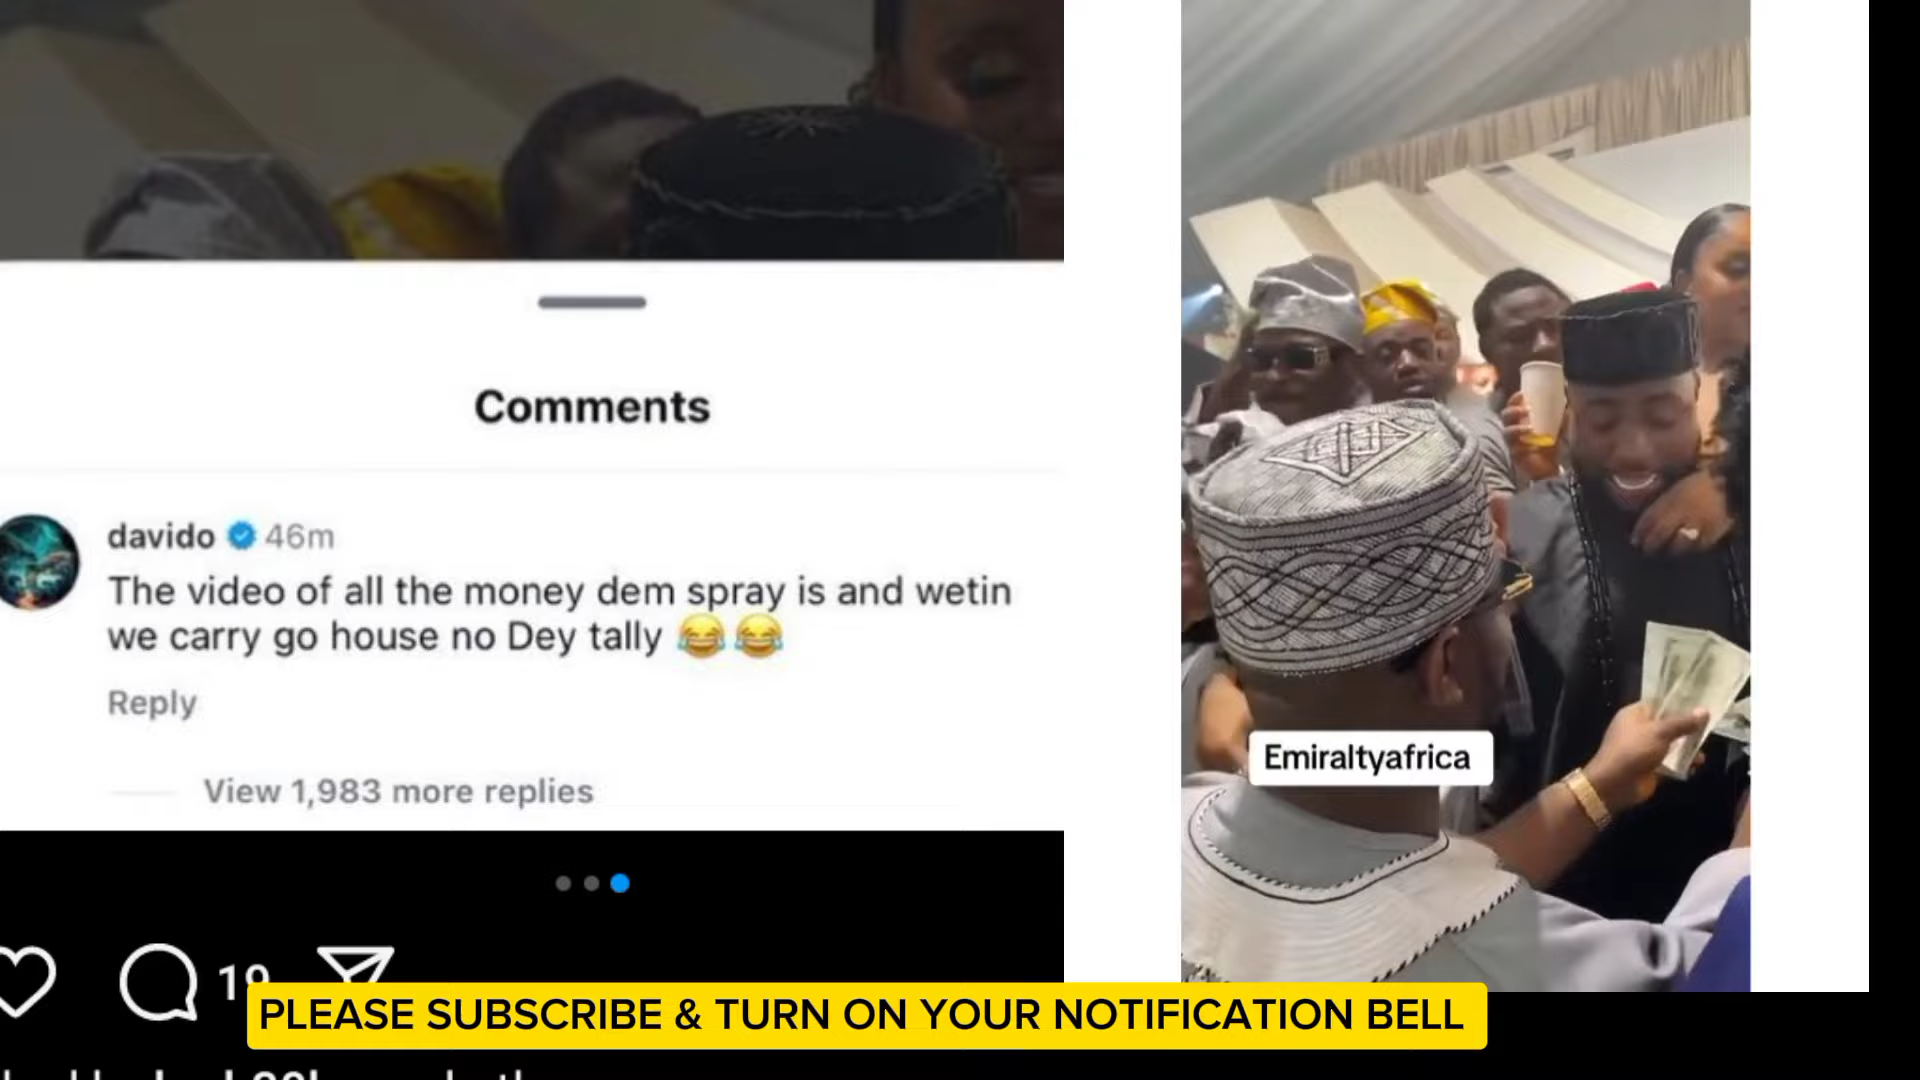 Comments
davido 46m
The video of all the money dem spray is and wetin
we carry go house no Dey tally 😂😂
Reply
View 1,983 more replies
Emiraltyafrica
19
PLEASE SUBSCRIBE & TURN ON YOUR NOTIFICATION BELL